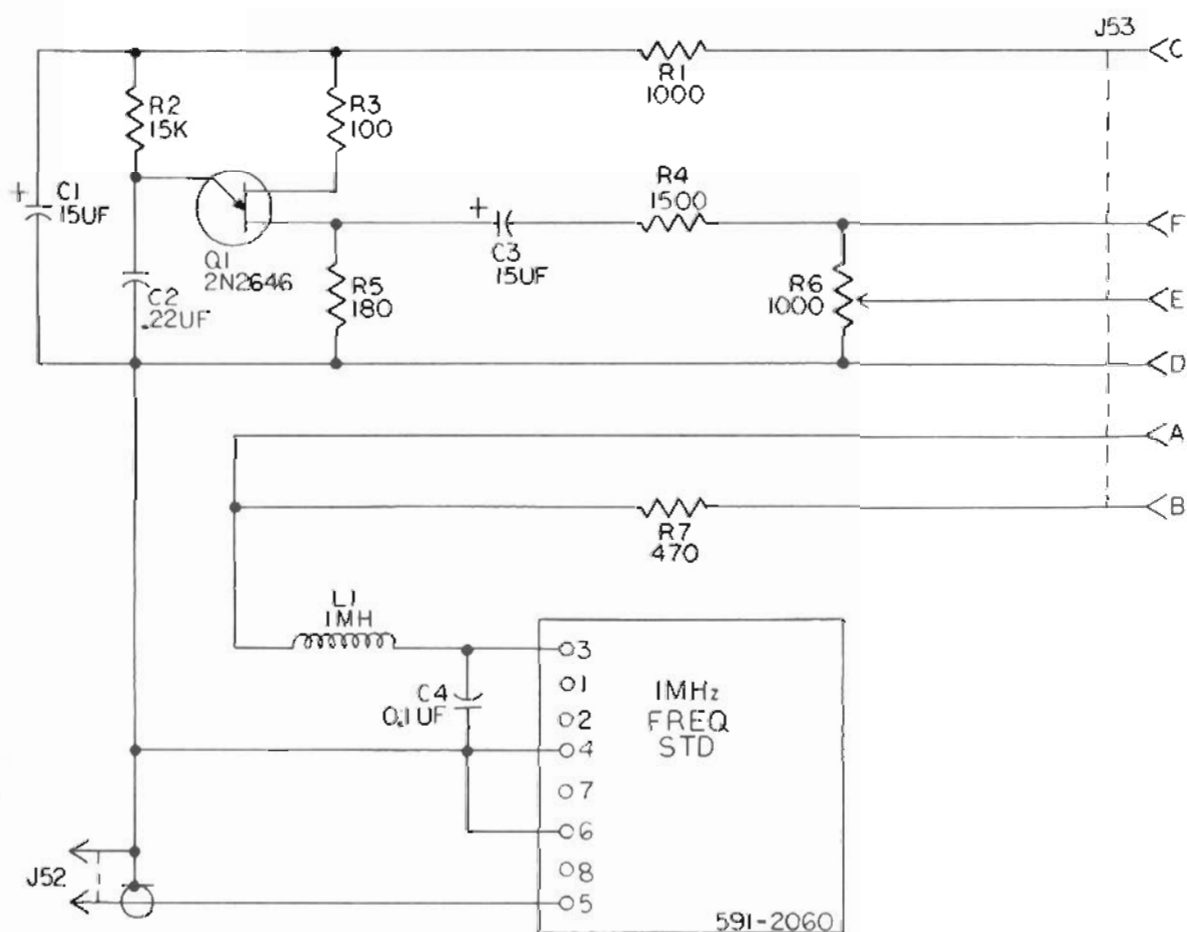 J53
C
R1
1000
R2
15K
R3
100
C1
15UF
+
Q1
2N2646
C2
.22UF
R5
180
+
C3
15UF
R4
1500
F
R6
1000
E
D
A
B
R7
470
L1
1MH
C4
0.1UF
3
1
2
4
7
6
8
5
1MHz
FREQ
STD
591-2060
J52